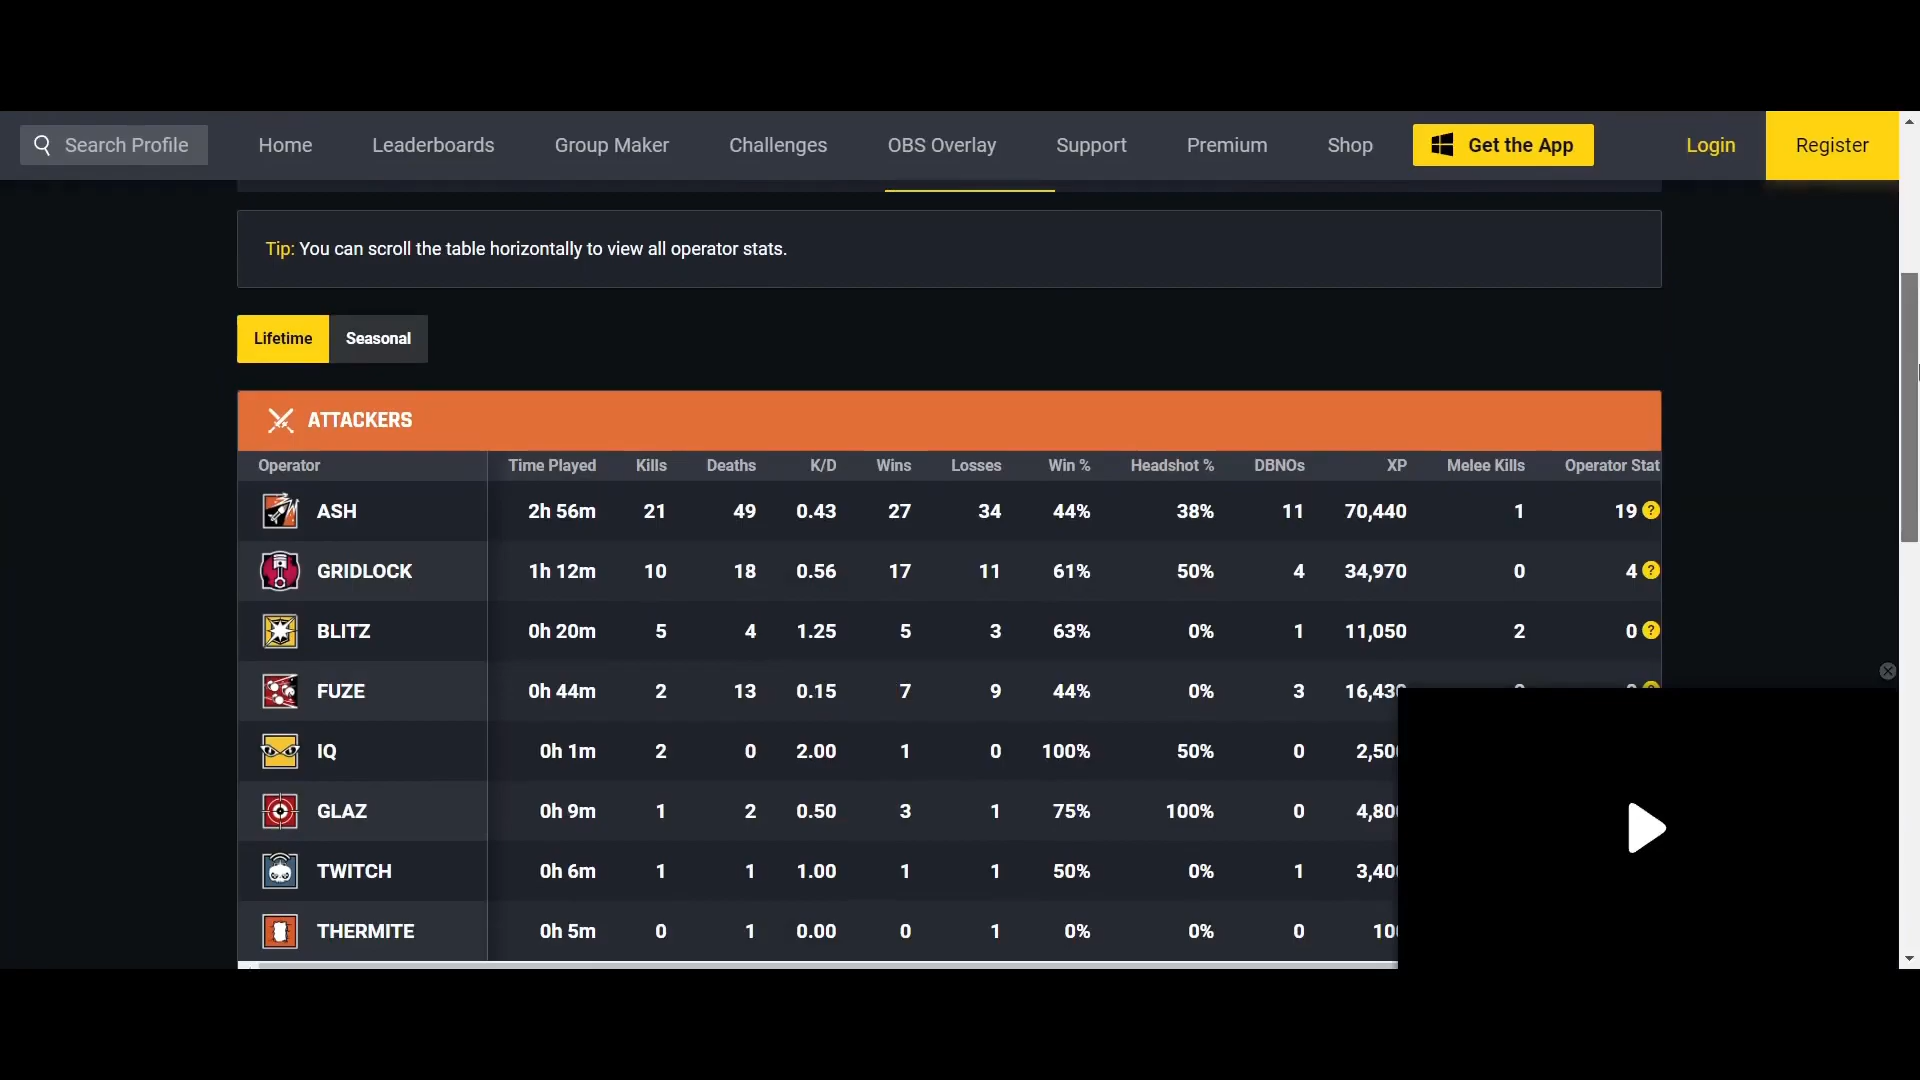 Search Profile Home Leaderboards Group Maker Challenges OBS Overlay Support Premium Shop Get the App Login Register
Tip: You can scroll the table horizontally to view all operator stats.
Lifetime Seasonal
ATTACKERS
Operator Time Played Kills Deaths K/D Wins Losses Win % Headshot % DBNOs XP Melee Kills Operator Stat
ASH 2h 56m 21 49 0.43 27 34 44% 38% 11 70,440 1 19 ?
GRIDLOCK 1h 12m 10 18 0.56 17 11 61% 50% 4 34,970 0 4 ?
BLITZ 0h 20m 5 4 1.25 5 3 63% 0% 1 11,050 2 0 ?
FUZE 0h 44m 2 13 0.15 7 9 44% 0% 3
IQ 0h 1m 2 0 2.00 1 0 100% 50% 0
GLAZ 0h 9m 1 2 0.50 3 1 75% 100% 0
TWITCH 0h 6m 1 1 1.00 1 1 50% 0% 1
THERMITE 0h 5m 0 1 0.00 0 1 0% 0% 0